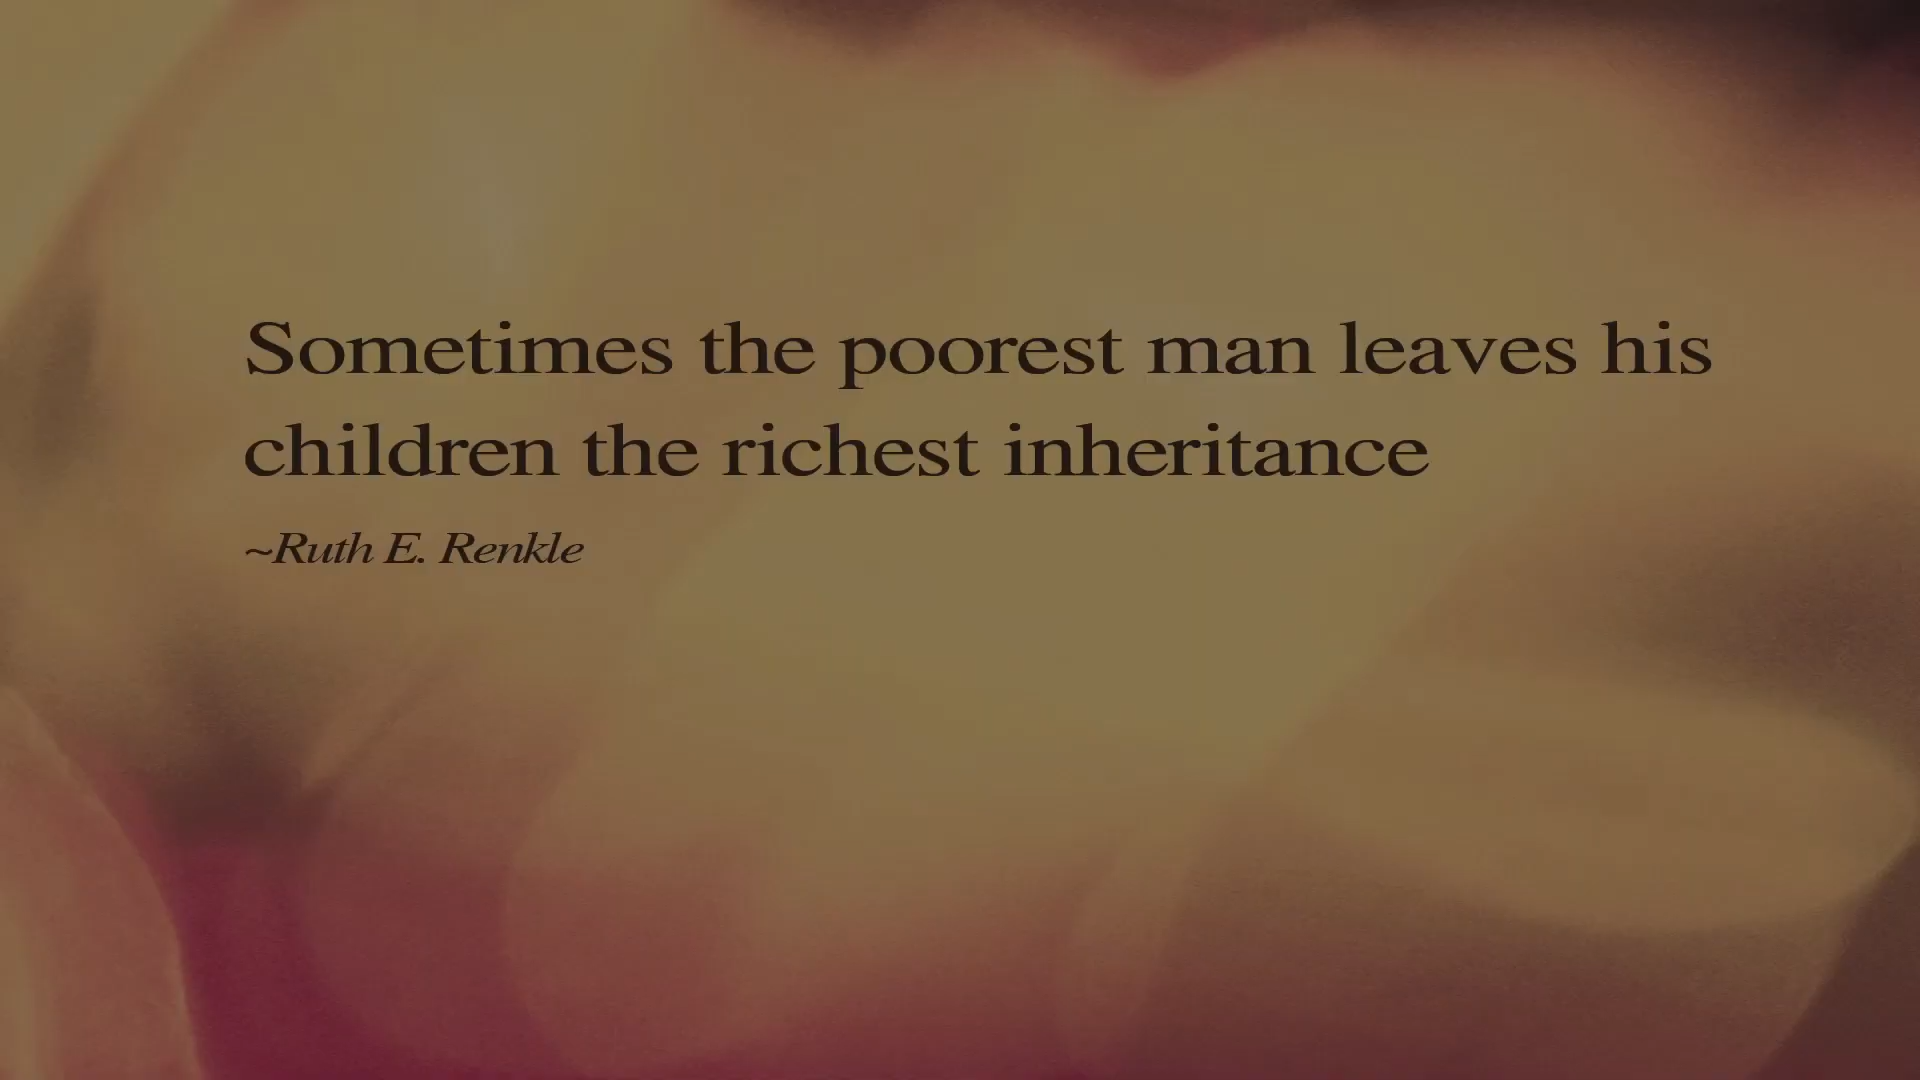 Sometimes the poorest man leaves his
children the richest inheritance
~Ruth E. Renkle